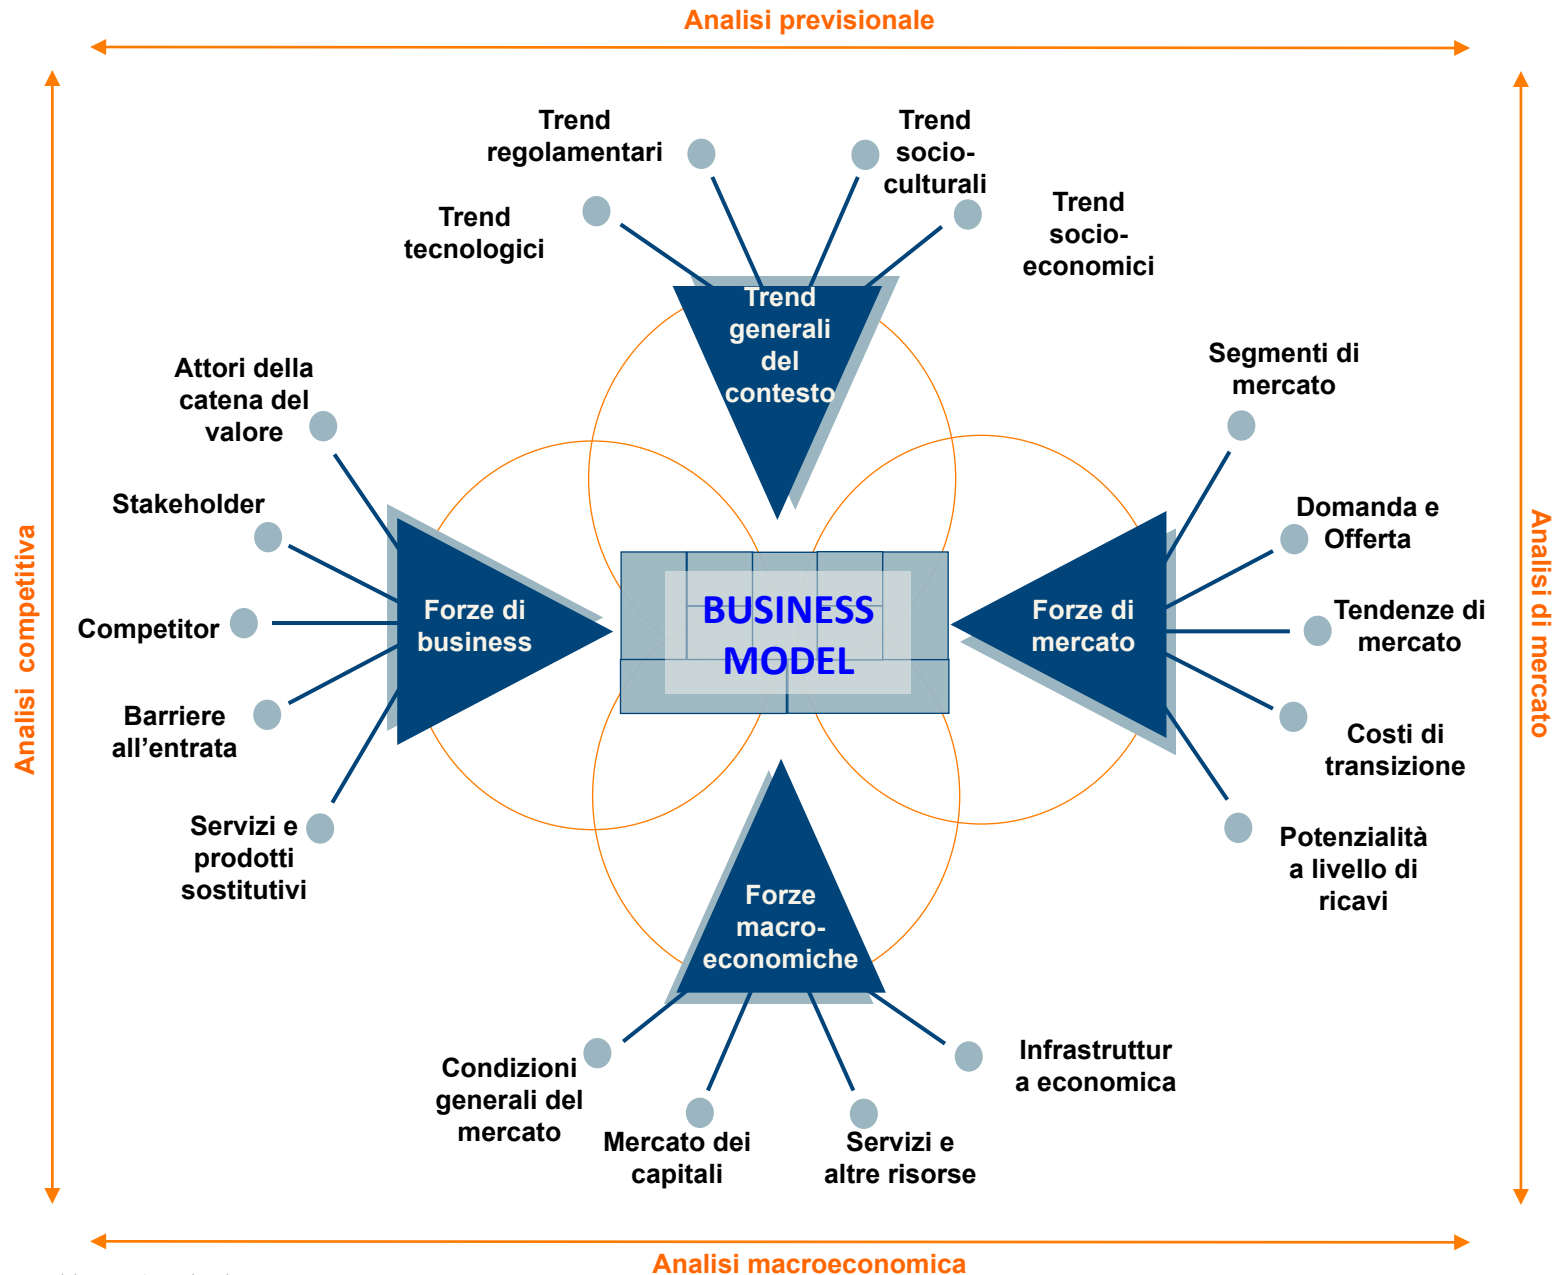 Analisi previsionale
Trend
regolamentari
Trend
socio-
culturali
Trend
tecnologici
Trend
socio-
economici
Trend
generali
del
contesto
Attori della
catena del
valore
Stakeholder
Competitor
Barriere
all'entrata
Servizi e
prodotti
sostitutivi
Forze di
business
BUSINESS
MODEL
Forze di
mercato
Segmenti di
mercato
Domanda e
Offerta
Tendenze di
mercato
Costi di
transizione
Potenzialità
a livello di
ricavi
Forze
macro-
economiche
Condizioni
generali del
mercato
Mercato dei
capitali
Servizi e
altre risorse
Infrastruttur
a economica
Analisi competitiva
Analisi di mercato
Analisi macroeconomica